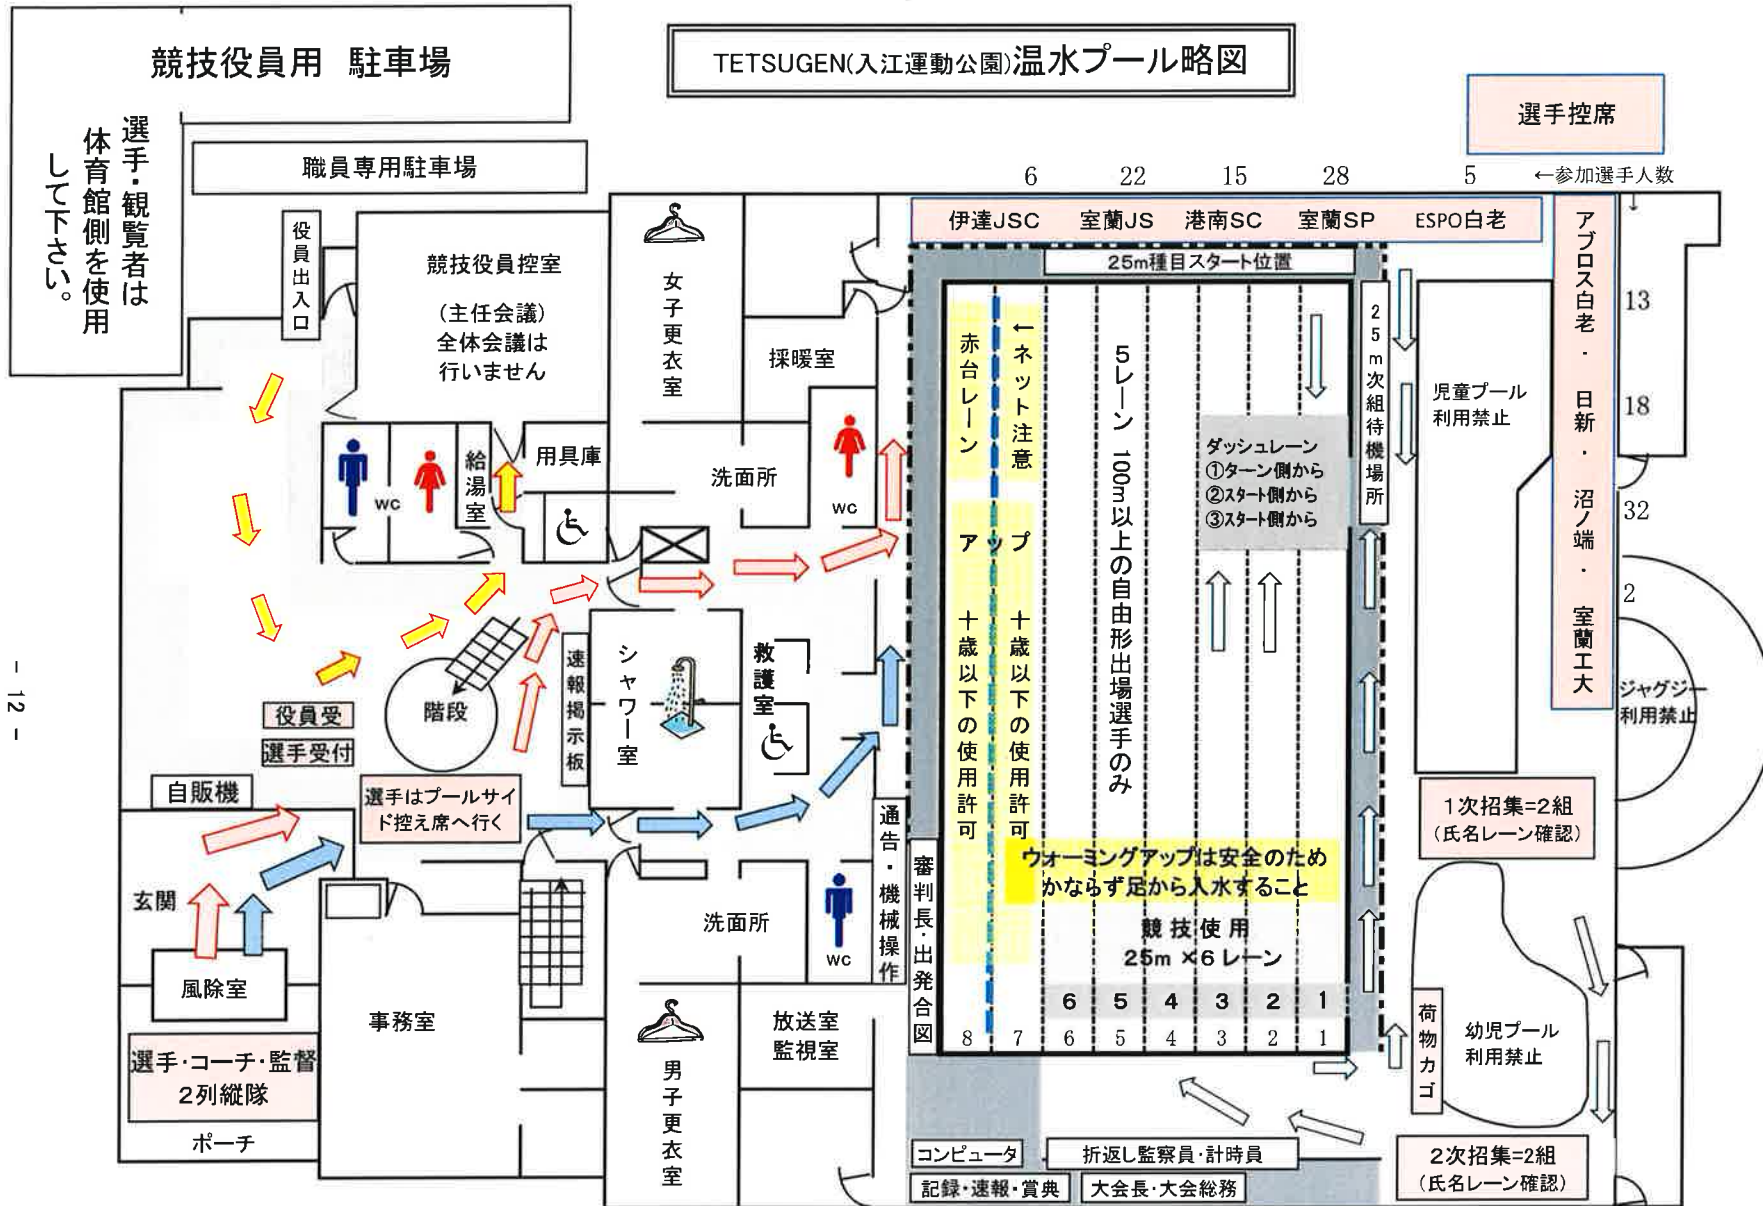 競技役員用 駐車場
TETSUGEN(入江運動公園)温水プール略図
選手控席
選手・観覧者は
体育館側を使用
して下さい。
職員専用駐車場
6 22 15 28 5 ←参加選手人数
伊達JSC 室蘭JS 港南SC 室蘭SP ESPO白老
アブロス白老・日新・沼ノ端・室蘭工大
↓
13
18
32
2
役員出入口
競技役員控室
(主任会議)
全体会議は
行いません
女子更衣室
採暖室
25m種目スタート位置
25m次組待機場所
赤台レーン
←ネット注意
5レーン 100m以上の自由形出場選手のみ
ダッシュレーン
①ターン側から
②スタート側から
③スタート側から
児童プール
利用禁止
wc
給湯室
用具庫
洗面所
wc
アップ
十歳以下の使用許可
十歳以下の使用許可
速報掲示板
シャワー室
救護室
階段
役員受
選手受付
自販機
選手はプールサイ
ド控え席へ行く
ジャグジー
利用禁止
1次招集=2組
(氏名レーン確認)
通告・機械操作
審判長・出発合図
ウォーミングアップは安全のため
かならず足から入水すること
競技使用
25m ×6レーン
玄関
風除室
洗面所
wc
事務室
放送室
監視室
6 5 4 3 2 1
8 7 6 5 4 3 2 1
荷物カゴ
幼児プール
利用禁止
選手・コーチ・監督
2列縦隊
ポーチ
男子更衣室
コンピュータ
折返し監察員・計時員
記録・速報・賞典
大会長・大会総務
2次招集=2組
(氏名レーン確認)
- 12 -